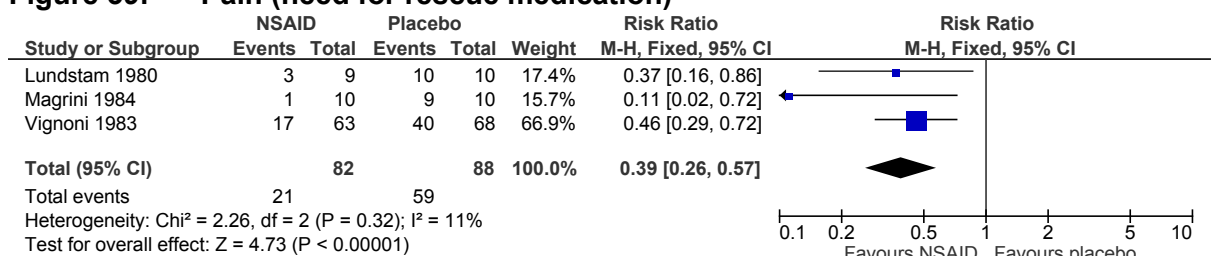 Pain (need for rescue medication)
NSAID Placebo Risk Ratio Risk Ratio
Study or Subgroup Events Total Events Total Weight M-H, Fixed, 95% CI M-H, Fixed, 95% CI
Lundstam 1980 3 9 10 10 17.4% 0.37 [0.16, 0.86]
Magrini 1984 1 10 9 10 15.7% 0.11 [0.02, 0.72]
Vignoni 1983 17 63 40 68 66.9% 0.46 [0.29, 0.72]
Total (95% CI) 82 88 100.0% 0.39 [0.26, 0.57]
Total events 21 59
Heterogeneity: Chi² = 2.26, df = 2 (P = 0.32); I² = 11%
Test for overall effect: Z = 4.73 (P < 0.00001)
0.1 0.2 0.5 1 2 5 10
Favours NSAID Favours placebo